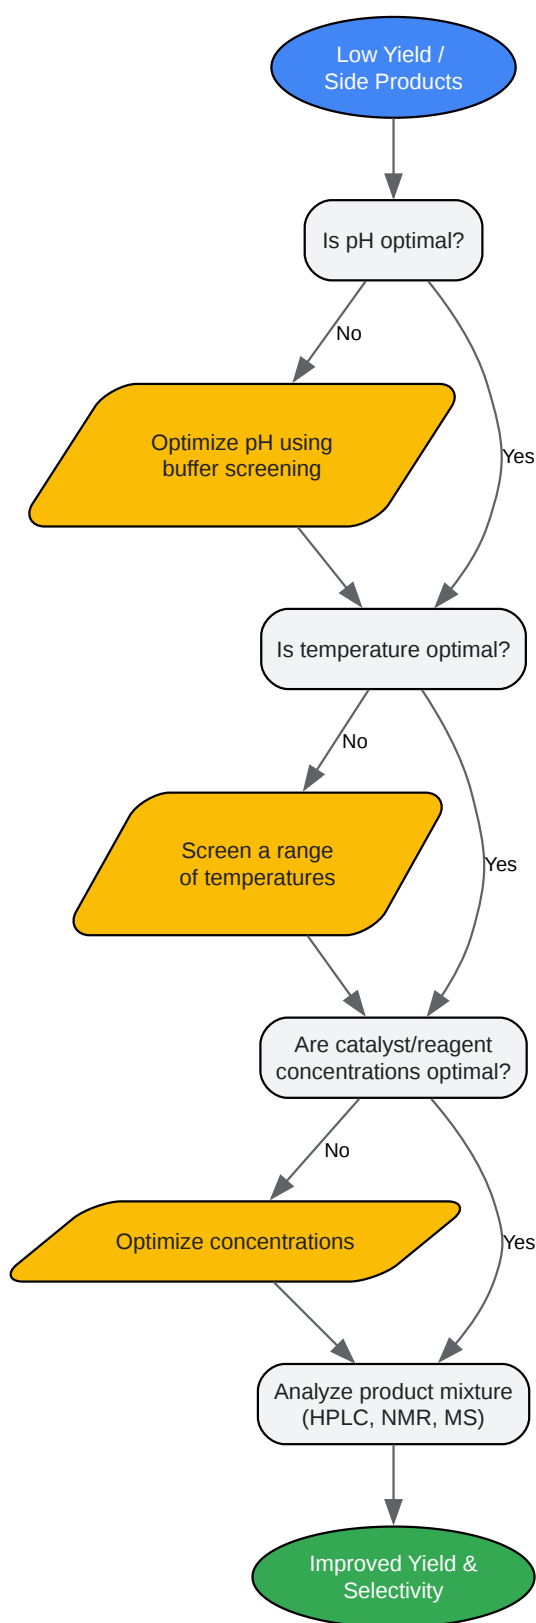 Low Yield /
Side Products
Is pH optimal?
No
Optimize pH using
buffer screening
Yes
Is temperature optimal?
No
Screen a range
of temperatures
Yes
Are catalyst/reagent
concentrations optimal?
No
Optimize concentrations
Yes
Analyze product mixture
(HPLC, NMR, MS)
Improved Yield &
Selectivity